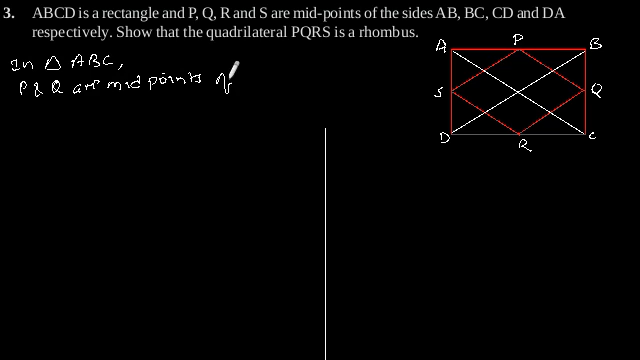 3. ABCD is a rectangle and P, Q, R and S are mid-points of the sides AB, BC, CD and DA
respectively. Show that the quadrilateral PQRS is a rhombus.
In △ ABC,
P & Q are mid points of
A P B
S Q
D R C